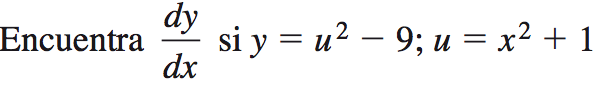 Encuentra dy/dx si y = u² − 9; u = x² + 1